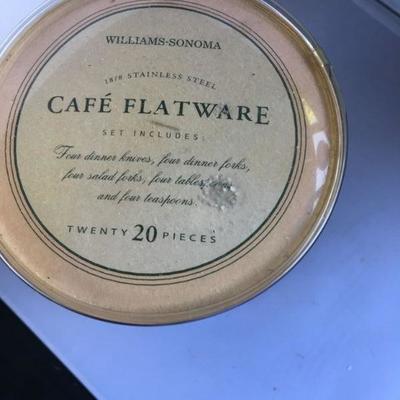 WILLIAMS-SONOMA
18/8 STAINLESS STEEL
CAFÉ FLATWARE
SET INCLUDES:
Four dinner knives, four dinner forks,
four salad forks, four
and four teaspoons.
TWENTY 20 PIECES